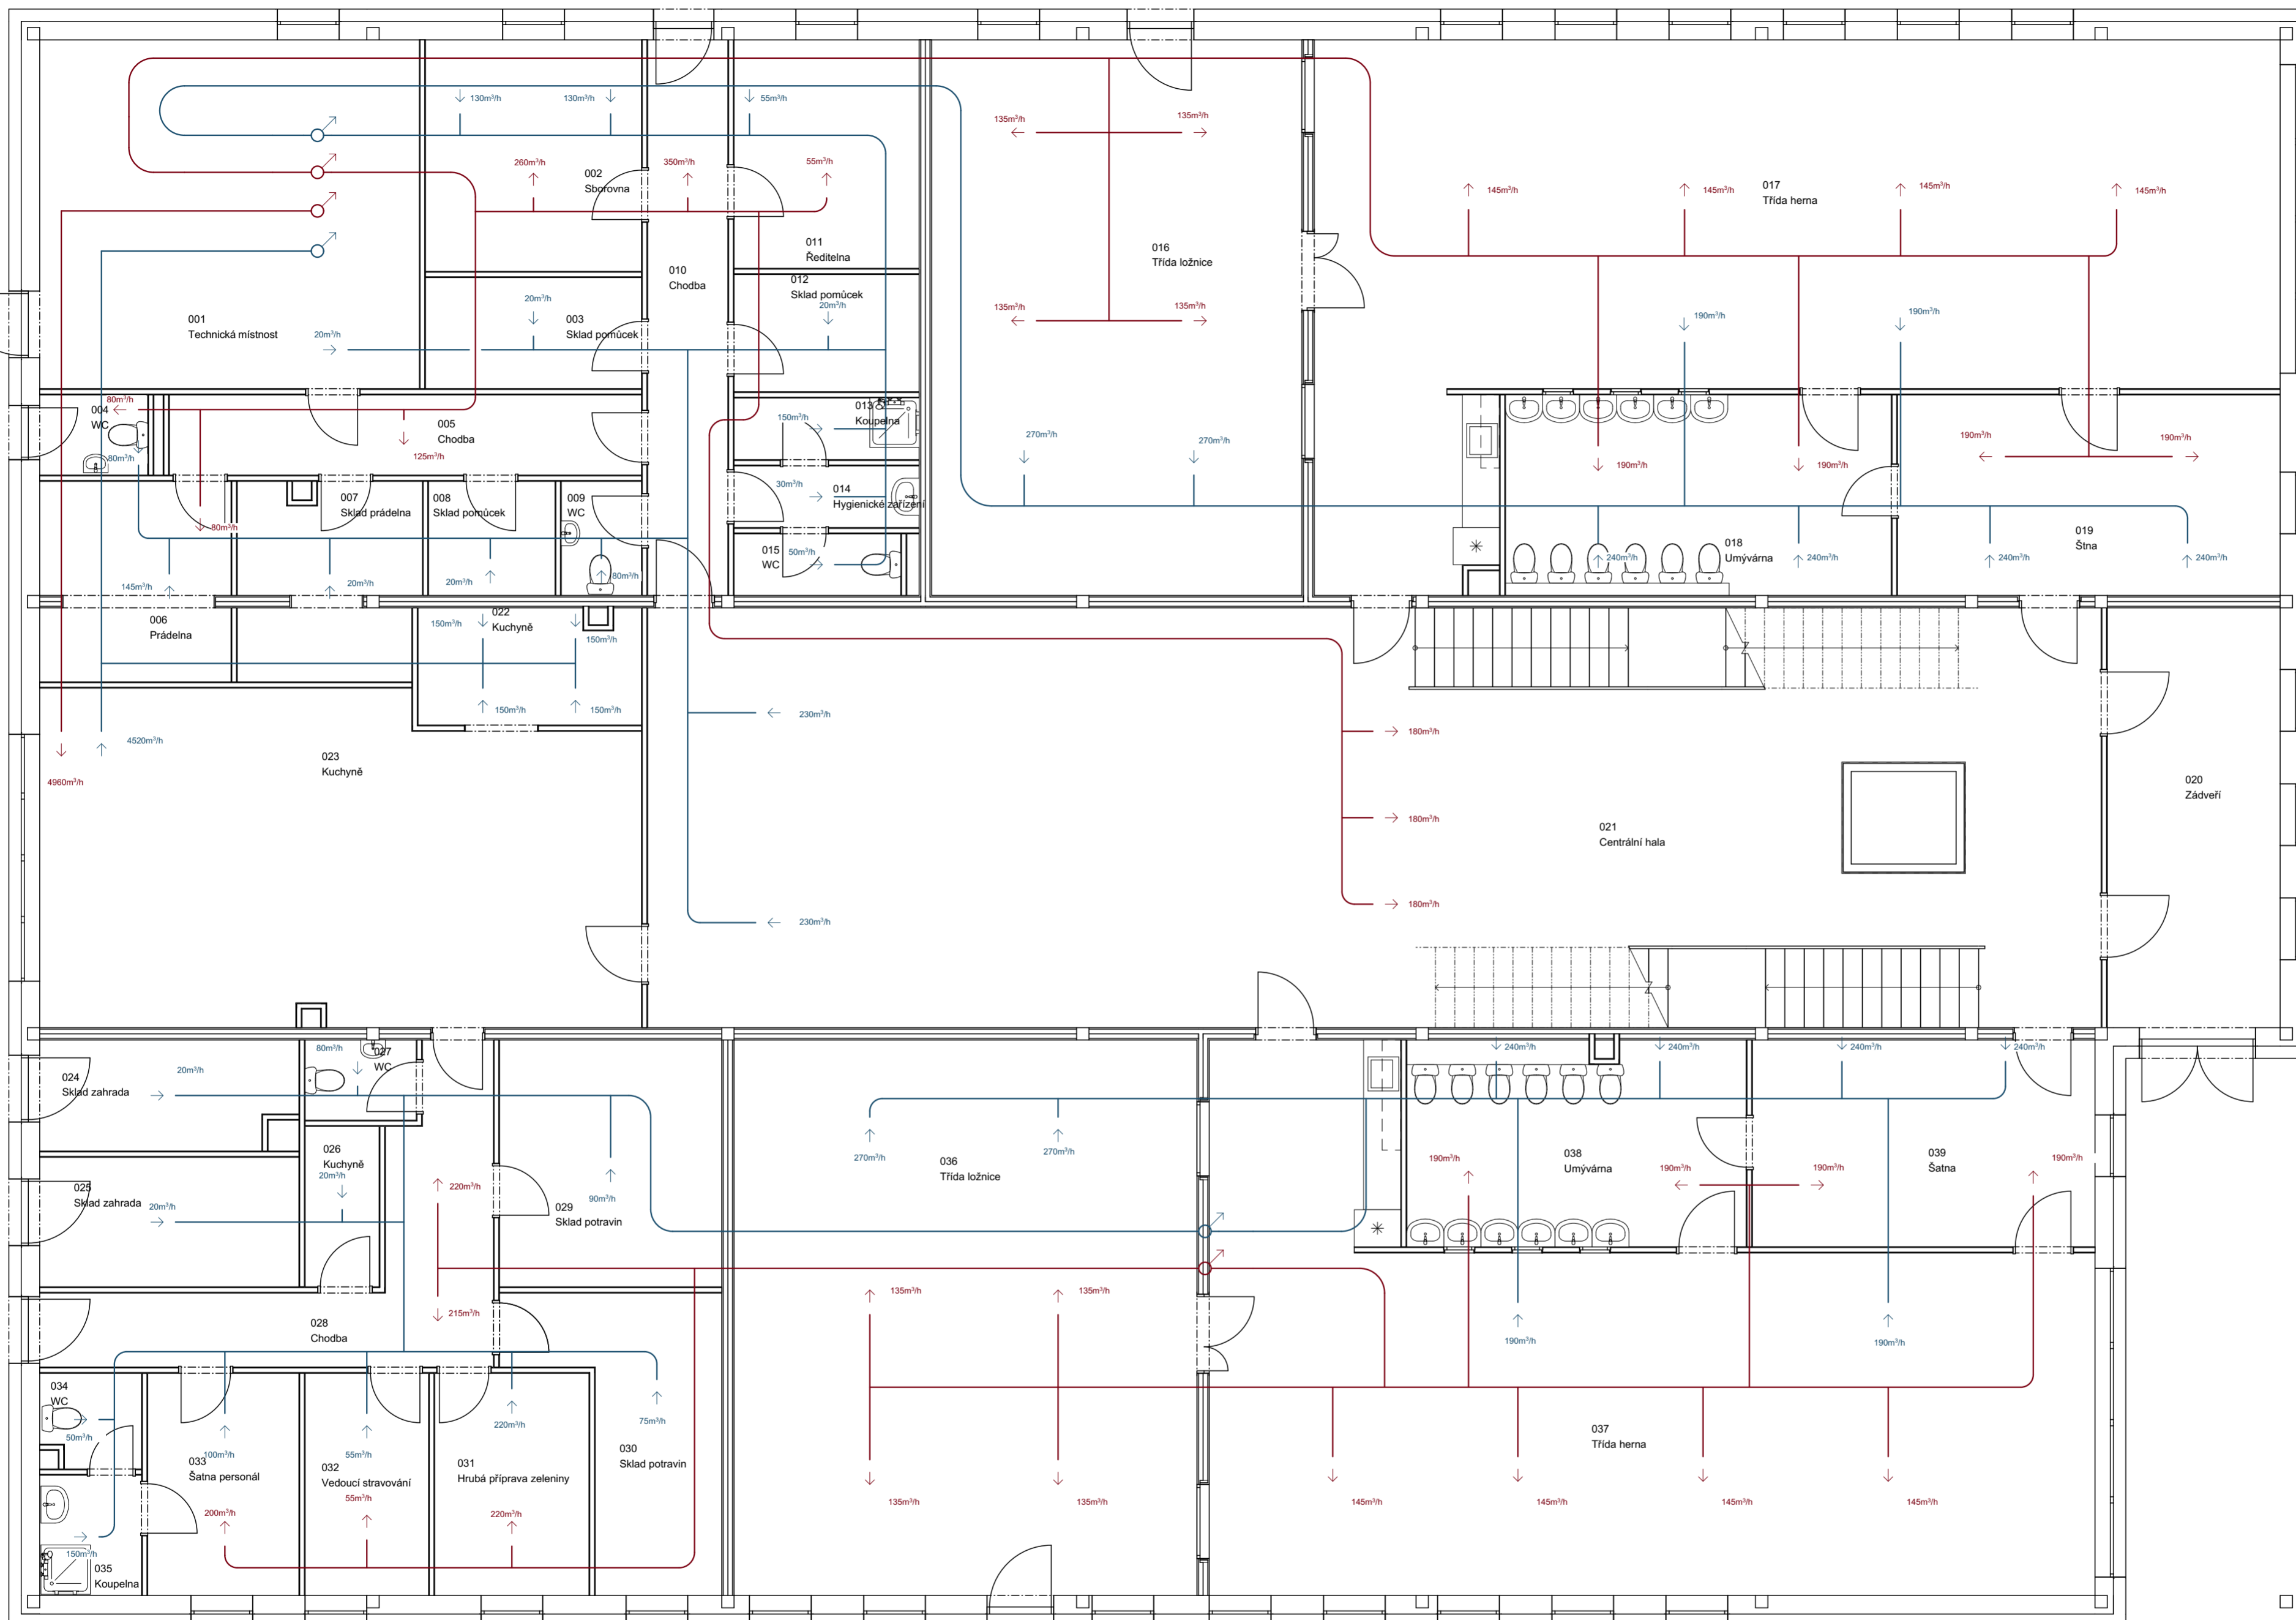 130m³/h
130m³/h
55m³/h
135m³/h
135m³/h
260m³/h
350m³/h
55m³/h
002
Sborovna
145m³/h
145m³/h
145m³/h
145m³/h
017
Třída herna
011
Ředitelna
016
Třída ložnice
010
Chodba
012
Sklad pomůcek
20m³/h
20m³/h
135m³/h
135m³/h
190m³/h
190m³/h
001
Technická místnost
20m³/h
003
Sklad pomůcek
004
WC
80m³/h
80m³/h
005
Chodba
125m³/h
013
Koupelna
150m³/h
270m³/h
270m³/h
190m³/h
190m³/h
190m³/h
190m³/h
30m³/h
014
Hygienické zařízení
007
Sklad prádelna
008
Sklad pomůcek
009
WC
80m³/h
015
WC
50m³/h
018
Umývárna
019
Štna
240m³/h
240m³/h
240m³/h
240m³/h
145m³/h
20m³/h
20m³/h
80m³/h
006
Prádelna
022
Kuchyně
150m³/h
150m³/h
150m³/h
150m³/h
230m³/h
180m³/h
4520m³/h
4960m³/h
023
Kuchyně
020
Zádveří
180m³/h
021
Centrální hala
180m³/h
230m³/h
80m³/h
027
WC
240m³/h
240m³/h
240m³/h
240m³/h
024
Sklad zahrada
20m³/h
026
Kuchyně
20m³/h
025
Sklad zahrada
20m³/h
220m³/h
90m³/h
029
Sklad potravin
270m³/h
270m³/h
036
Třída ložnice
190m³/h
038
Umývárna
190m³/h
190m³/h
039
Šatna
190m³/h
215m³/h
028
Chodba
135m³/h
135m³/h
190m³/h
190m³/h
034
WC
50m³/h
100m³/h
033
Šatna personál
200m³/h
55m³/h
032
Vedoucí stravování
55m³/h
220m³/h
031
Hrubá příprava zeleniny
220m³/h
75m³/h
030
Sklad potravin
037
Třída herna
135m³/h
135m³/h
145m³/h
145m³/h
145m³/h
145m³/h
150m³/h
035
Koupelna